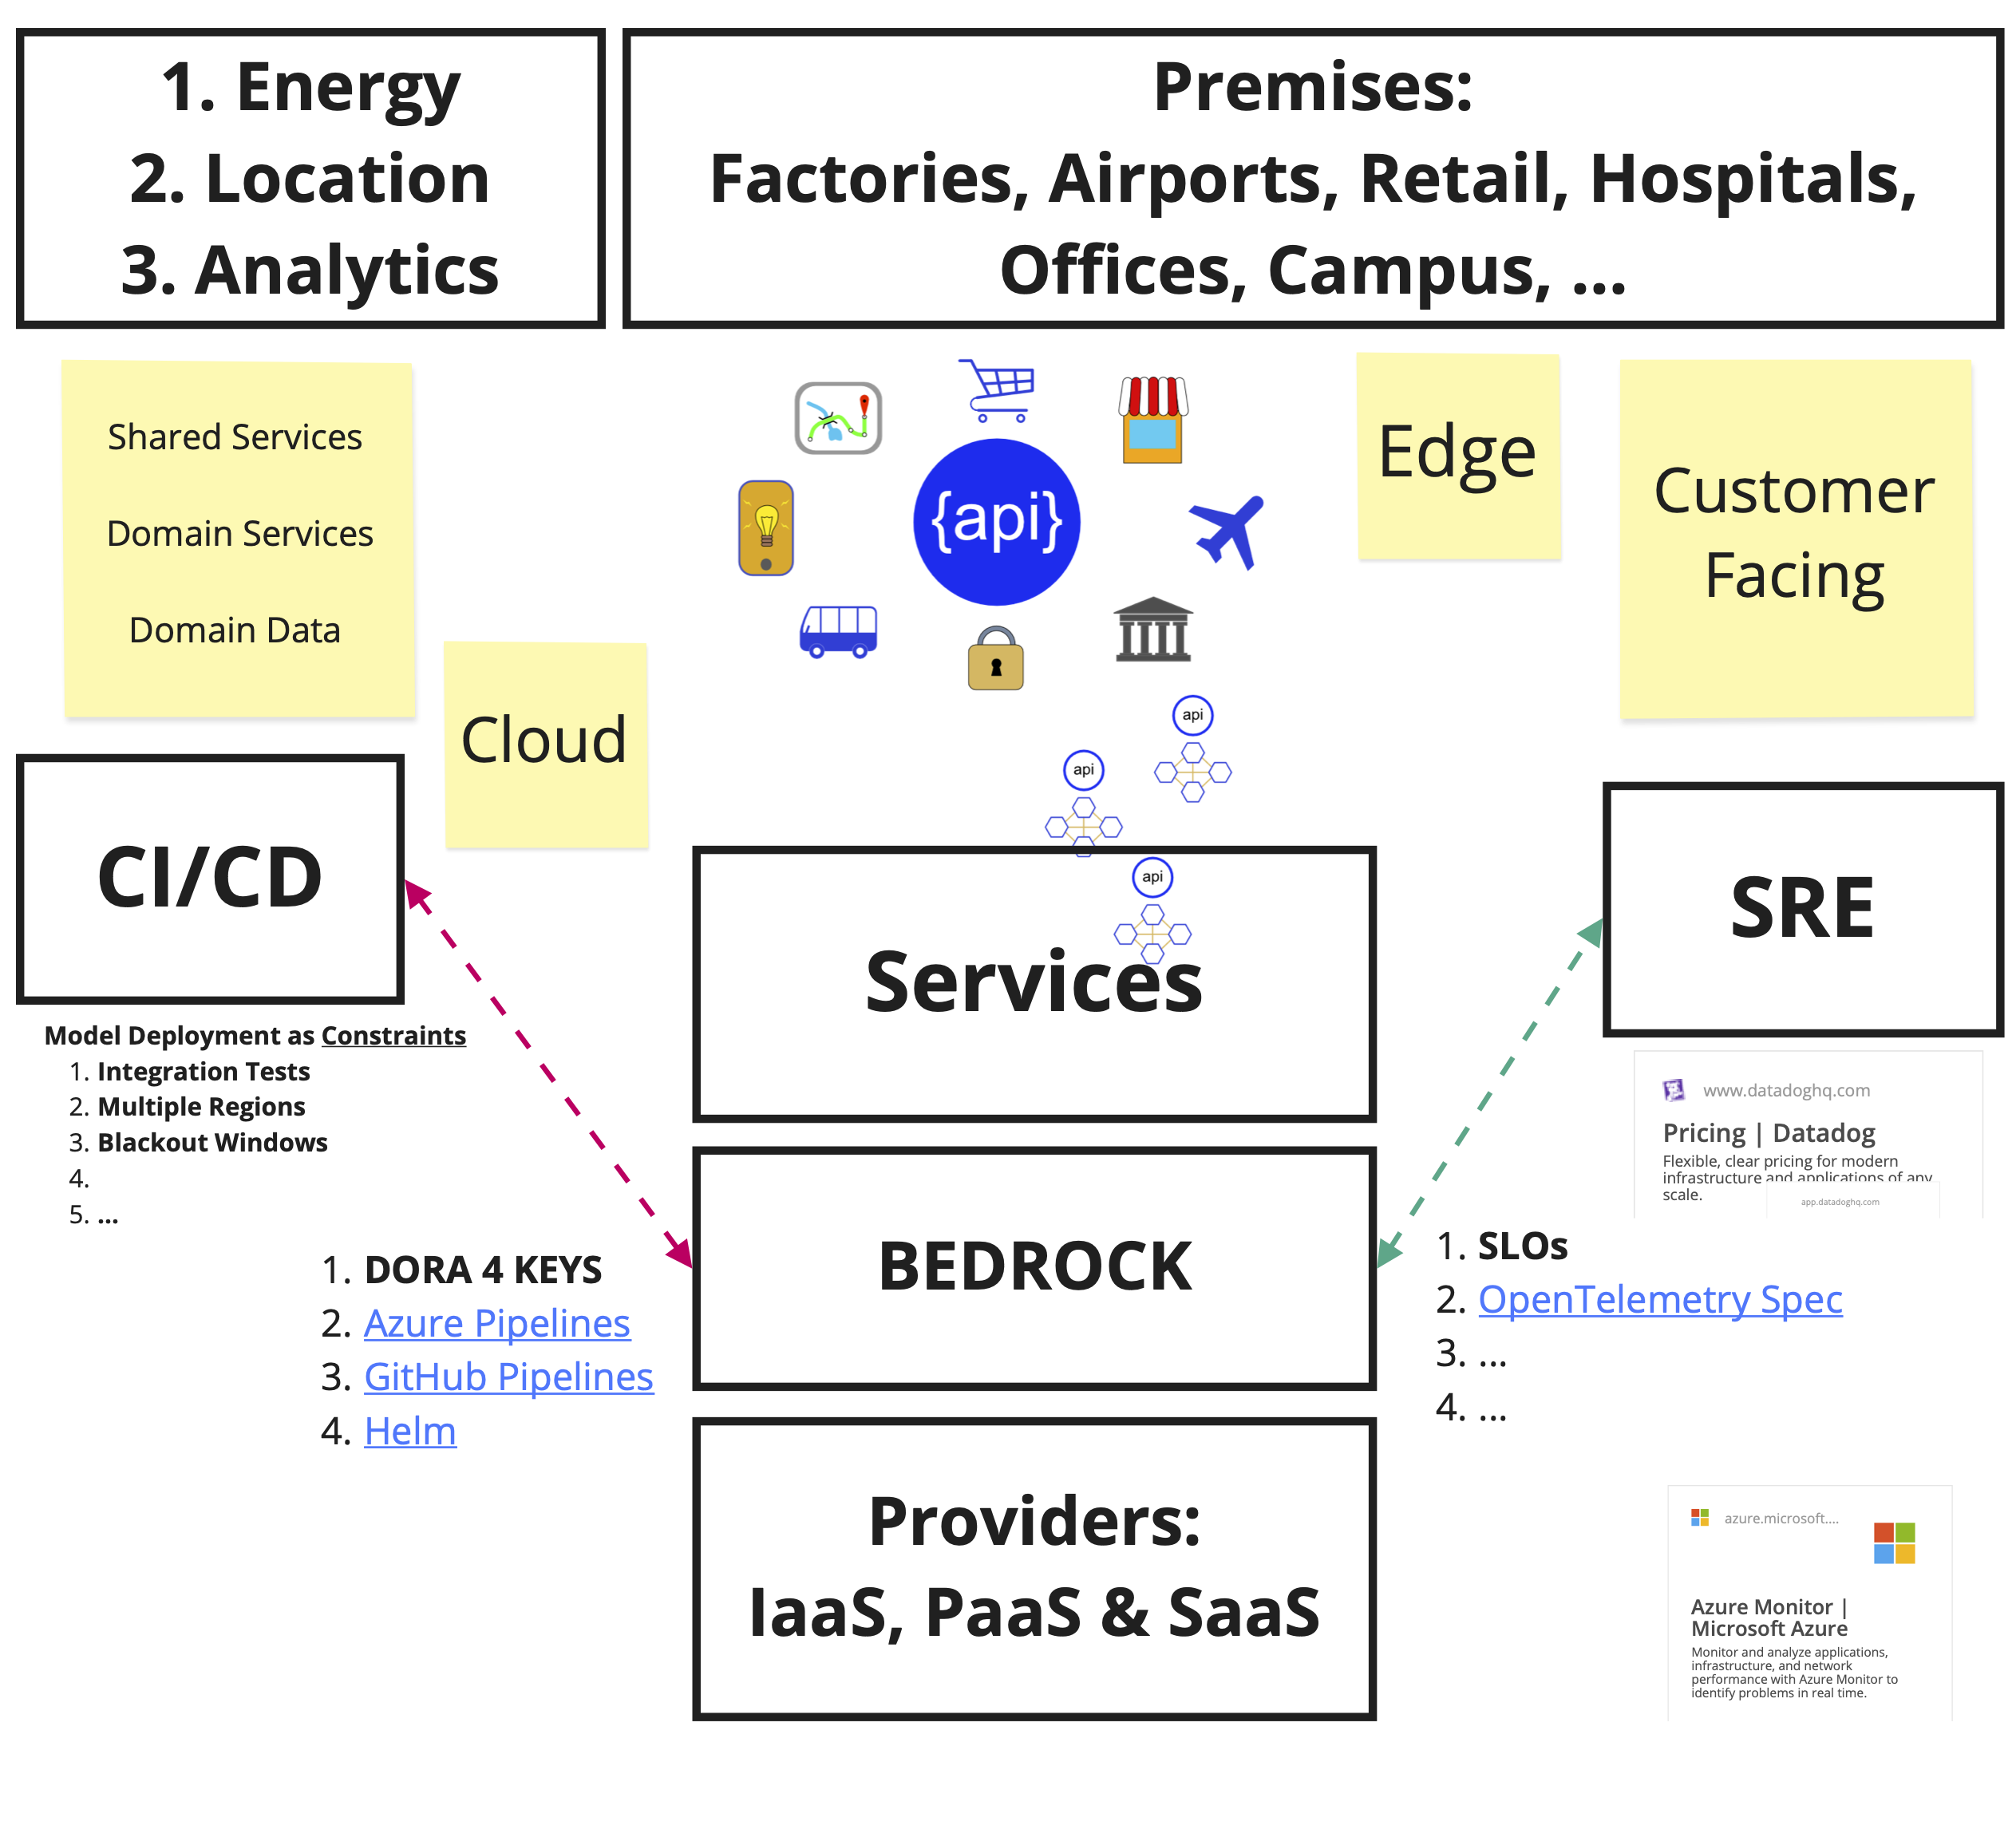 1. Energy
2. Location
3. Analytics
Premises:
Factories, Airports, Retail, Hospitals,
Offices, Campus, ...
Shared Services
Domain Services
Domain Data
Cloud
{api}
Edge
Customer
Facing
api
api
api
CI/CD
Services
SRE
Model Deployment as Constraints
1. Integration Tests
2. Multiple Regions
3. Blackout Windows
4.
5. ...
www.datadoghq.com
Pricing | Datadog
Flexible, clear pricing for modern
infrastructure and applications of any
scale.
app.datadoghq.com
1. DORA 4 KEYS
2. Azure Pipelines
3. GitHub Pipelines
4. Helm
BEDROCK
1. SLOs
2. OpenTelemetry Spec
3. ...
4. ...
Providers:
IaaS, PaaS & SaaS
azure.microsoft....
Azure Monitor |
Microsoft Azure
Monitor and analyze applications,
infrastructure, and network
performance with Azure Monitor to
identify problems in real time.